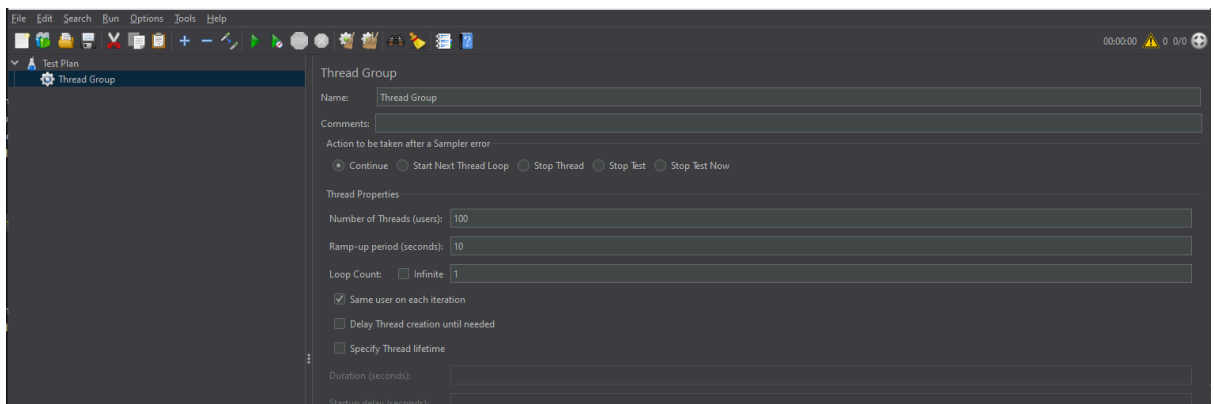 File Edit Search Run Options Tools Help
00:00:00 0 0/0
Test Plan
Thread Group
Thread Group
Name: Thread Group
Comments:
Action to be taken after a Sampler error
Continue Start Next Thread Loop Stop Thread Stop Test Stop Test Now
Thread Properties
Number of Threads (users): 100
Ramp-up period (seconds): 10
Loop Count: Infinite 1
Same user on each iteration
Delay Thread creation until needed
Specify Thread lifetime
Duration (seconds):
Startup delay (seconds):